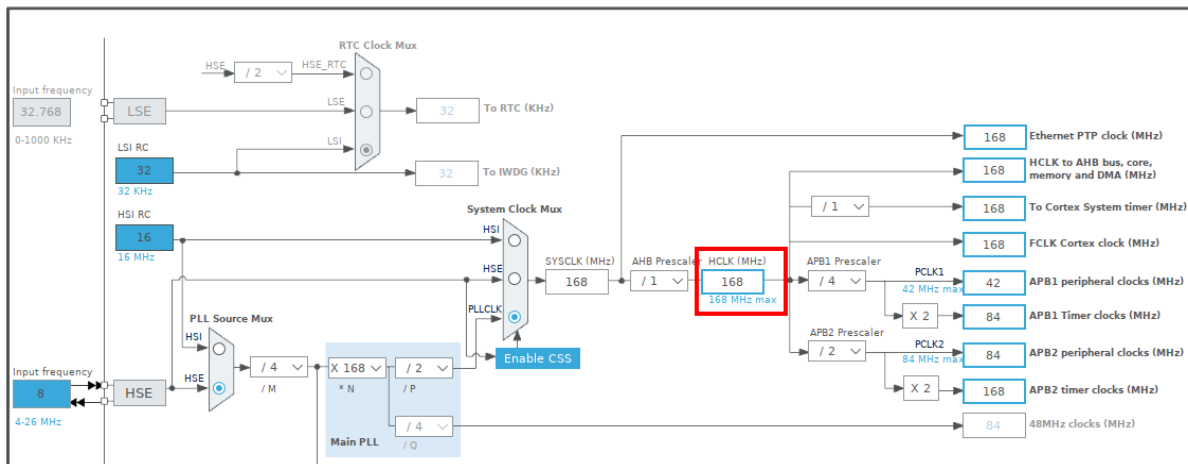 RTC Clock Mux
HSE
/ 2
HSE_RTC
Input frequency
32.768
0-1000 KHz
LSE
LSE
32
To RTC (KHz)
LSI RC
32
32 KHz
LSI
32
To IWDG (KHz)
HSI RC
16
16 MHz
System Clock Mux
HSI
HSE
PLLCLK
SYSCLK (MHz)
168
AHB Prescaler
/ 1
HCLK (MHz)
168
168 MHz max
168
Ethernet PTP clock (MHz)
168
HCLK to AHB bus, core,
memory and DMA (MHz)
/ 1
168
To Cortex System timer (MHz)
168
FCLK Cortex clock (MHz)
APB1 Prescaler
/ 4
PCLK1
42 MHz max
42
APB1 peripheral clocks (MHz)
X 2
84
APB1 Timer clocks (MHz)
APB2 Prescaler
/ 2
PCLK2
84 MHz max
84
APB2 peripheral clocks (MHz)
X 2
168
APB2 timer clocks (MHz)
84
48MHz clocks (MHz)
Enable CSS
PLL Source Mux
HSI
HSE
Input frequency
8
4-26 MHz
HSE
/ 4
/ M
X 168
* N
/ 2
/ P
/ 4
/ Q
Main PLL